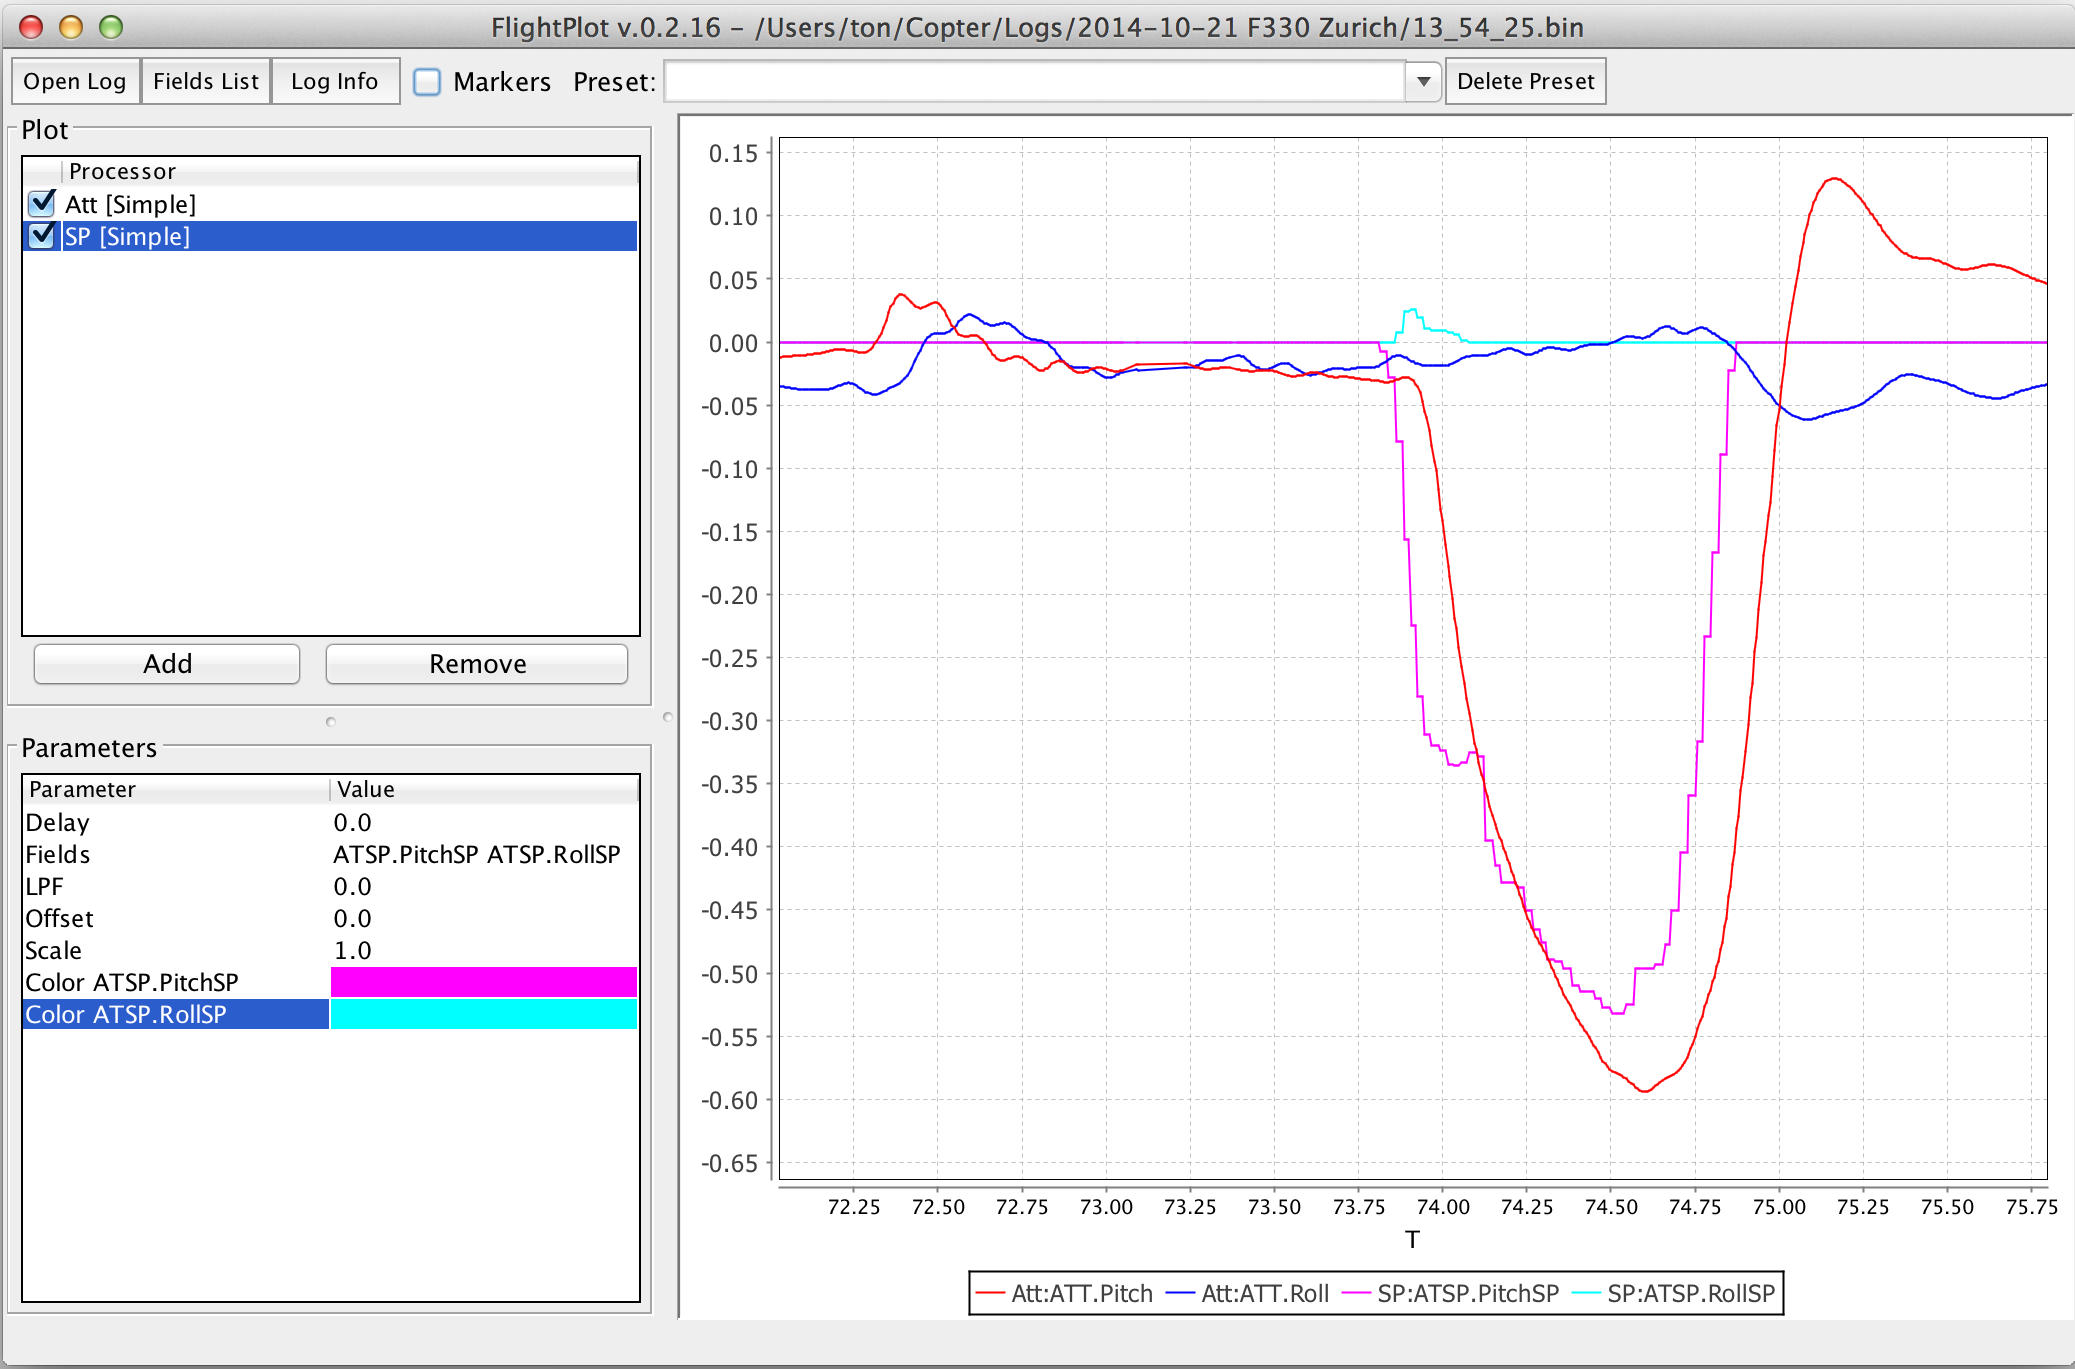 FlightPlot v.0.2.16 - /Users/ton/Copter/Logs/2014-10-21 F330 Zurich/13_54_25.bin
Open Log Fields List Log Info Markers Preset: Delete Preset
Plot
Processor
Att [Simple]
SP [Simple]
Add Remove
Parameters
Parameter Value
Delay 0.0
Fields ATSP.PitchSP ATSP.RollSP
LPF 0.0
Offset 0.0
Scale 1.0
Color ATSP.PitchSP
Color ATSP.RollSP
0.15
0.10
0.05
0.00
-0.05
-0.10
-0.15
-0.20
-0.25
-0.30
-0.35
-0.40
-0.45
-0.50
-0.55
-0.60
-0.65
72.25 72.50 72.75 73.00 73.25 73.50 73.75 74.00 74.25 74.50 74.75 75.00 75.25 75.50 75.75
T
Att:ATT.Pitch Att:ATT.Roll SP:ATSP.PitchSP SP:ATSP.RollSP